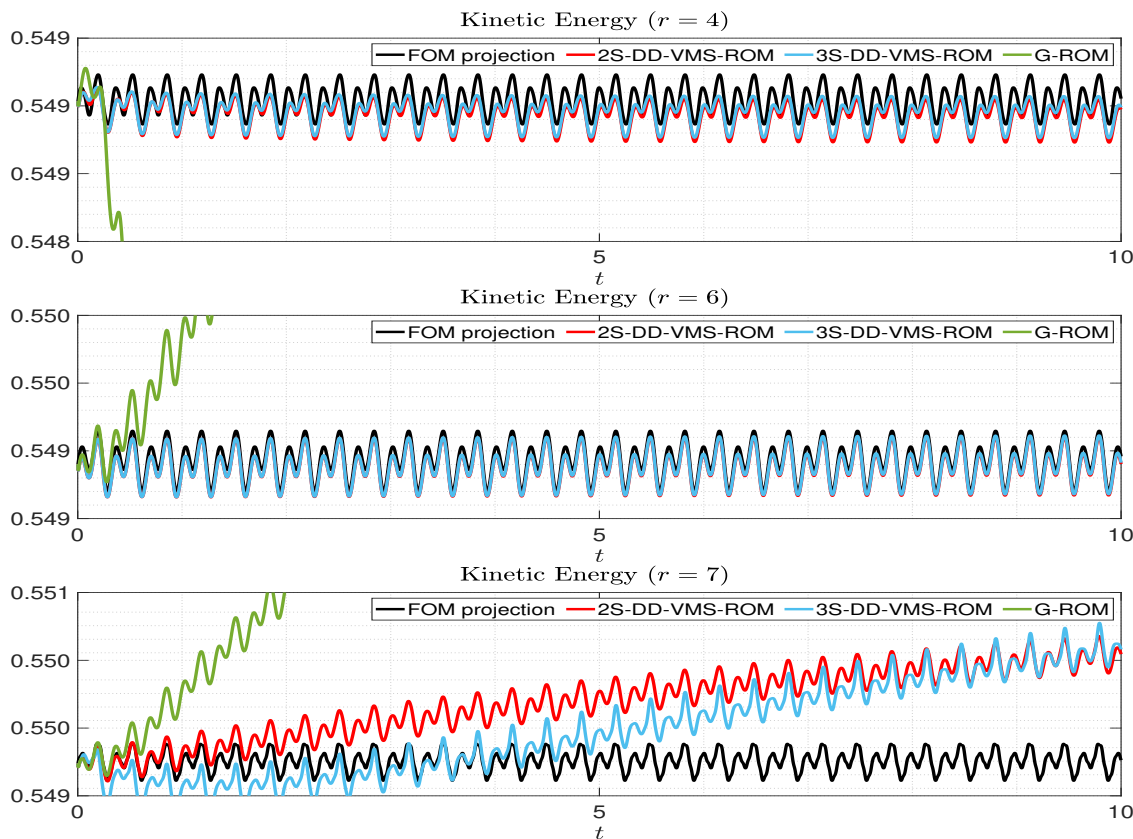 Kinetic Energy (r = 4)
0.549
FOM projection 2S-DD-VMS-ROM 3S-DD-VMS-ROM G-ROM
0.549
0.549
0.548
0 5 10
t
Kinetic Energy (r = 6)
0.550
FOM projection 2S-DD-VMS-ROM 3S-DD-VMS-ROM G-ROM
0.550
0.549
0.549
0 5 10
t
Kinetic Energy (r = 7)
0.551
FOM projection 2S-DD-VMS-ROM 3S-DD-VMS-ROM G-ROM
0.550
0.550
0.549
0 5 10
t